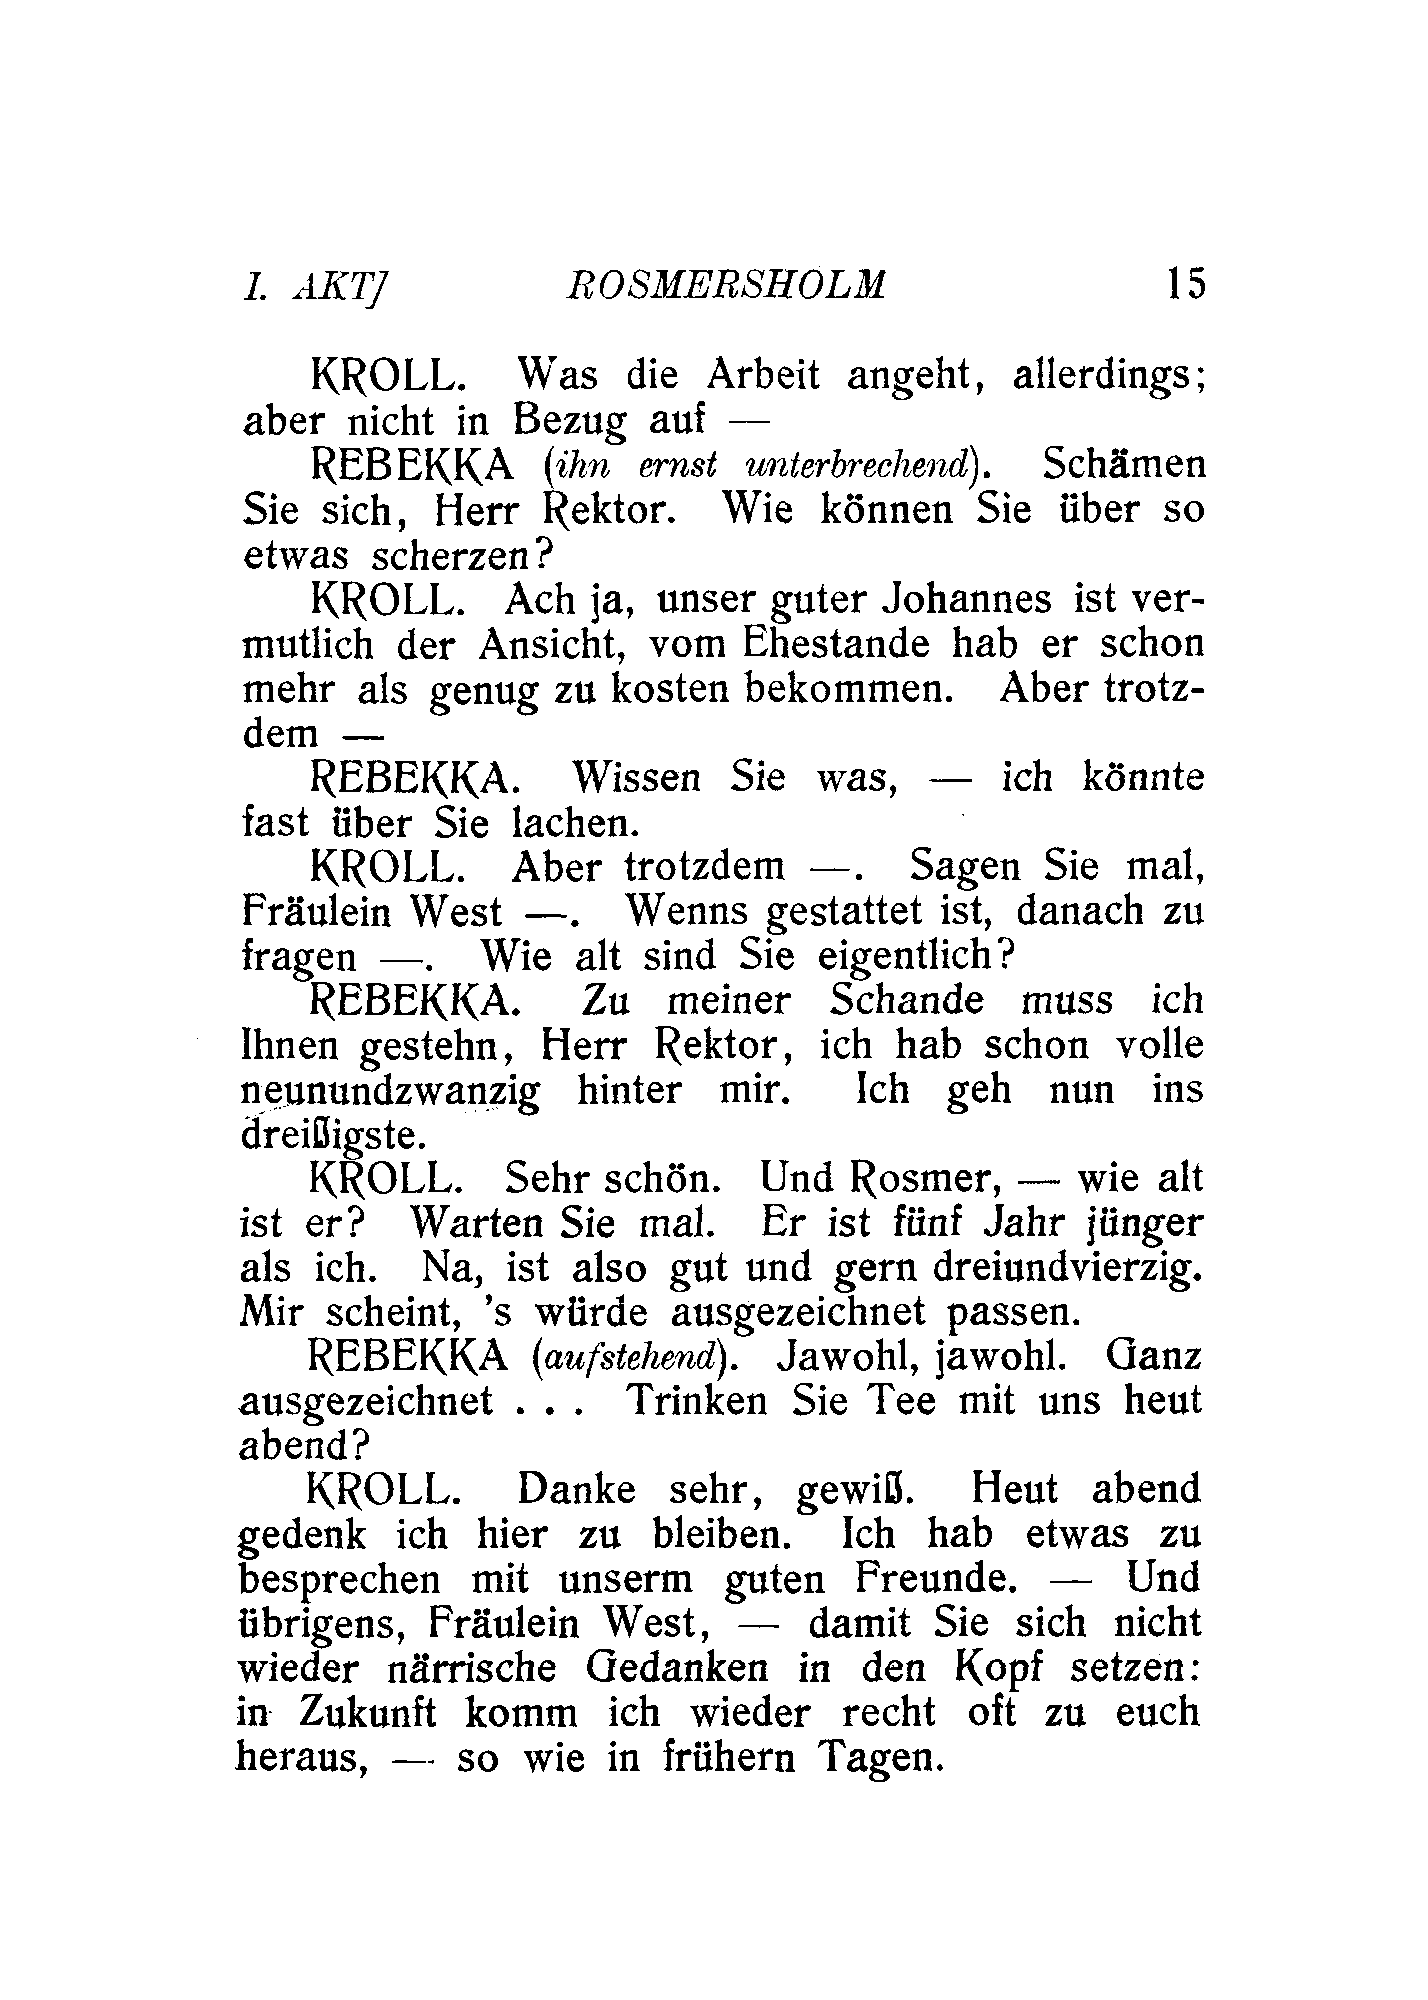 I. AKT] ROSMERSHOLM 15
KROLL. Was die Arbeit angeht, allerdings;
aber nicht in Bezug auf —
REBEKKA (ihn ernst unterbrechend). Schämen
Sie sich, Herr Rektor. Wie können Sie über so
etwas scherzen?
KROLL. Ach ja, unser guter Johannes ist ver-
mutlich der Ansicht, vom Ehestande hab er schon
mehr als genug zu kosten bekommen. Aber trotz-
dem —
REBEKKA. Wissen Sie was, — ich könnte
fast über Sie lachen.
KROLL. Aber trotzdem —. Sagen Sie mal,
Fräulein West —. Wenns gestattet ist, danach zu
fragen —. Wie alt sind Sie eigentlich?
REBEKKA. Zu meiner Schande muss ich
Ihnen gestehn, Herr Rektor, ich hab schon volle
neunundzwanzig hinter mir. Ich geh nun ins
dreißigste.
KROLL. Sehr schön. Und Rosmer, — wie alt
ist er? Warten Sie mal. Er ist fünf Jahr jünger
als ich. Na, ist also gut und gern dreiundvierzig.
Mir scheint, 's würde ausgezeichnet passen.
REBEKKA (aufstehend). Jawohl, jawohl. Ganz
ausgezeichnet . . . Trinken Sie Tee mit uns heut
abend?
KROLL. Danke sehr, gewiß. Heut abend
gedenk ich hier zu bleiben. Ich hab etwas zu
besprechen mit unserm guten Freunde. — Und
übrigens, Fräulein West, — damit Sie sich nicht
wieder närrische Gedanken in den Kopf setzen:
in Zukunft komm ich wieder recht oft zu euch
heraus, — so wie in frühern Tagen.